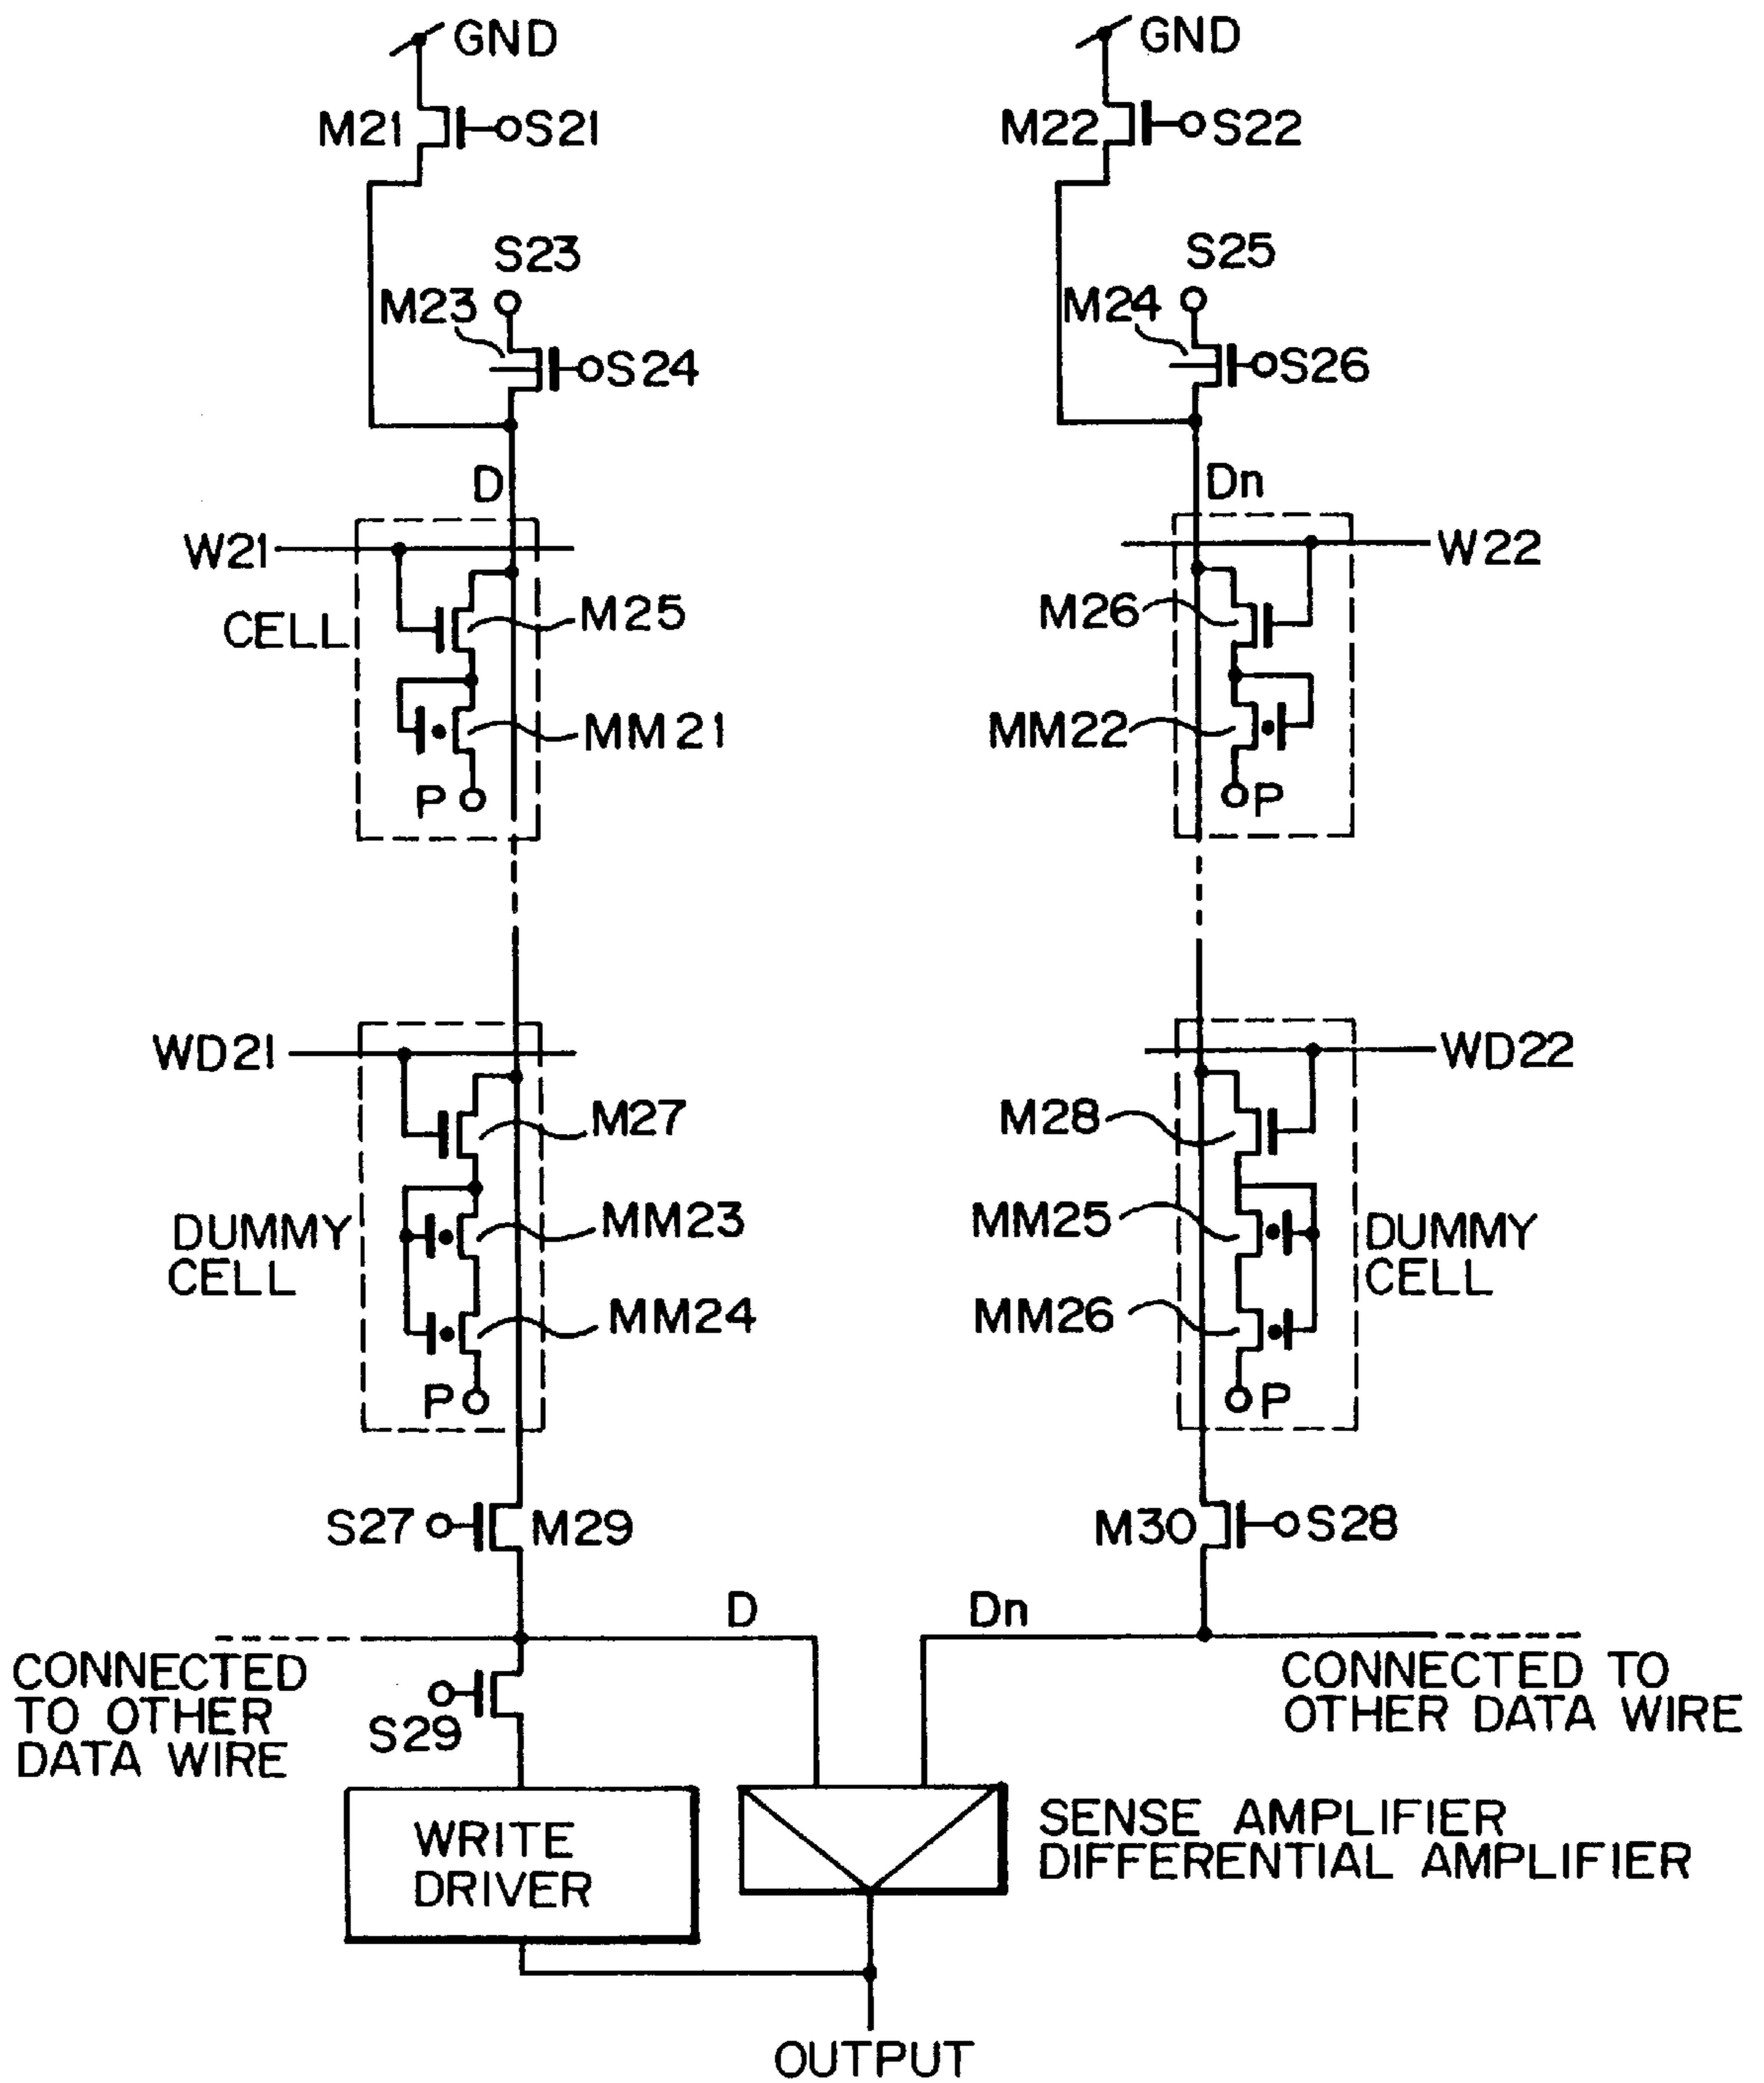 GND
GND
M21
S21
M22
S22
S23
S25
M23
M24
S24
S26
D
Dn
W21
W22
CELL
M25
M26
MM21
MM22
P
P
WD21
WD22
M27
M28
DUMMY
CELL
MM23
MM25
DUMMY
CELL
MM24
MM26
P
P
S27
M29
M30
S28
D
Dn
CONNECTED
TO OTHER
DATA WIRE
CONNECTED TO
OTHER DATA WIRE
S29
WRITE
DRIVER
SENSE AMPLIFIER
DIFFERENTIAL AMPLIFIER
OUTPUT